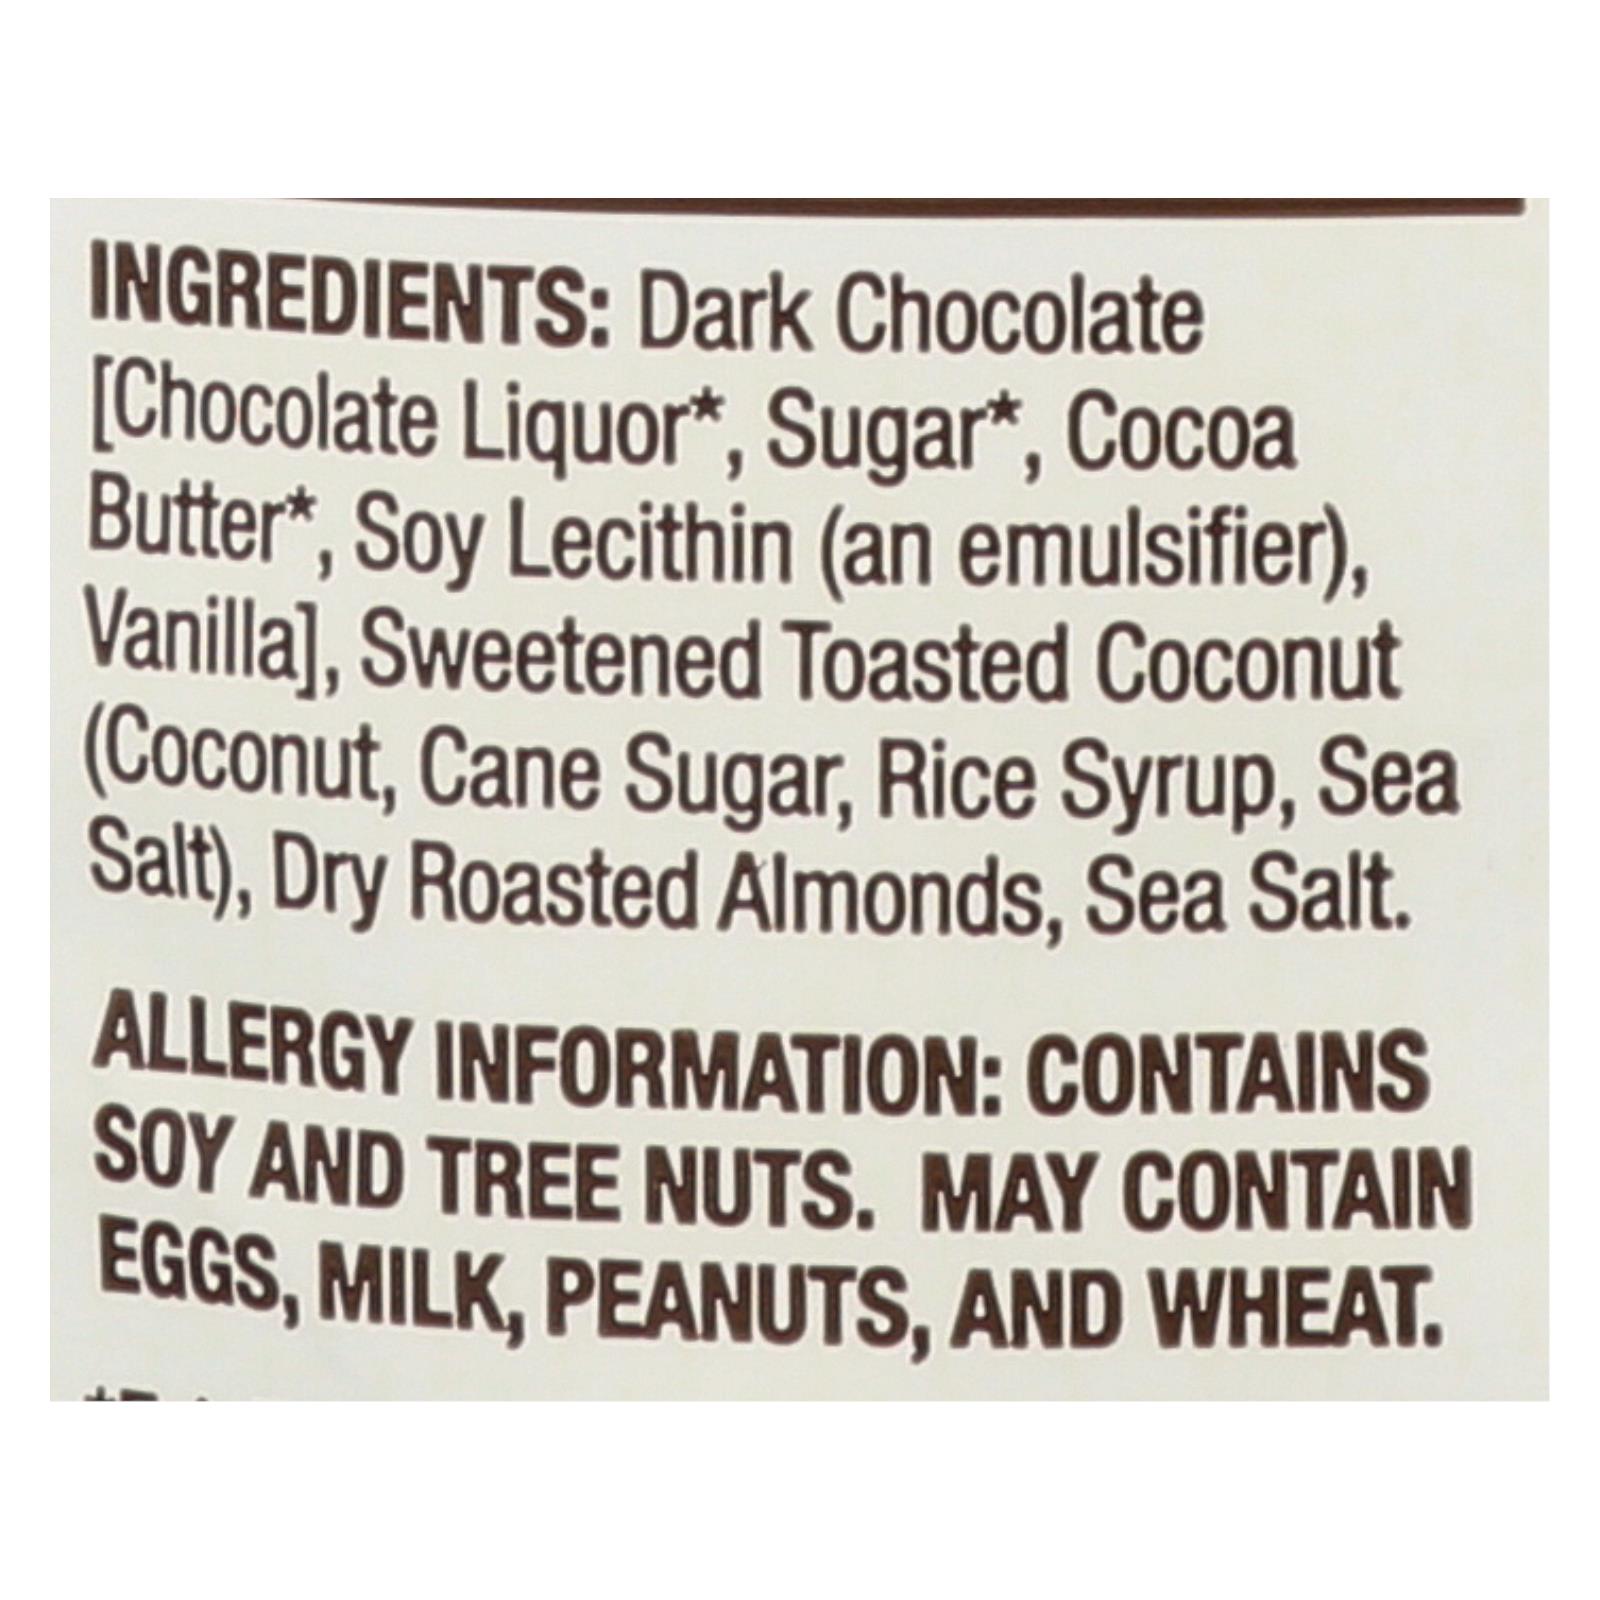 INGREDIENTS: Dark Chocolate
[Chocolate Liquor*, Sugar*, Cocoa
Butter*, Soy Lecithin (an emulsifier),
Vanilla], Sweetened Toasted Coconut
(Coconut, Cane Sugar, Rice Syrup, Sea
Salt), Dry Roasted Almonds, Sea Salt.
ALLERGY INFORMATION: CONTAINS
SOY AND TREE NUTS. MAY CONTAIN
EGGS, MILK, PEANUTS, AND WHEAT.